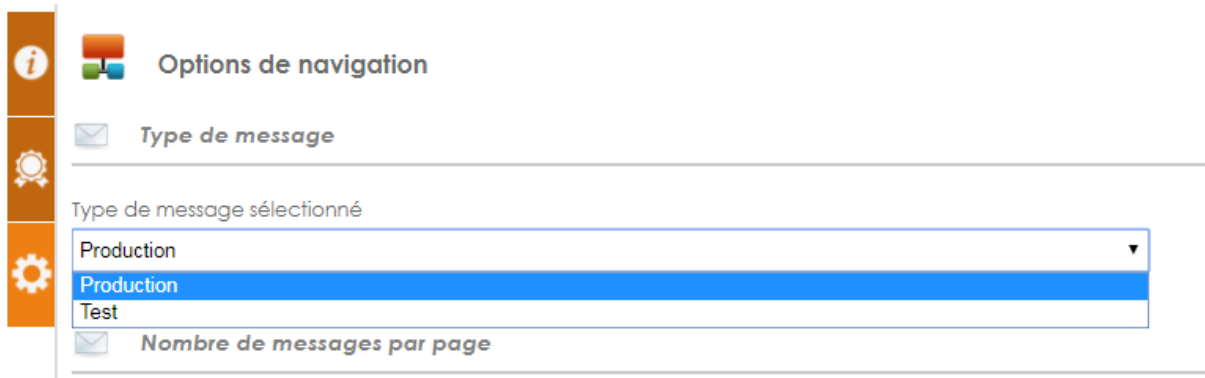 Options de navigation
Type de message
Type de message sélectionné
Production
Production
Test
Nombre de messages par page